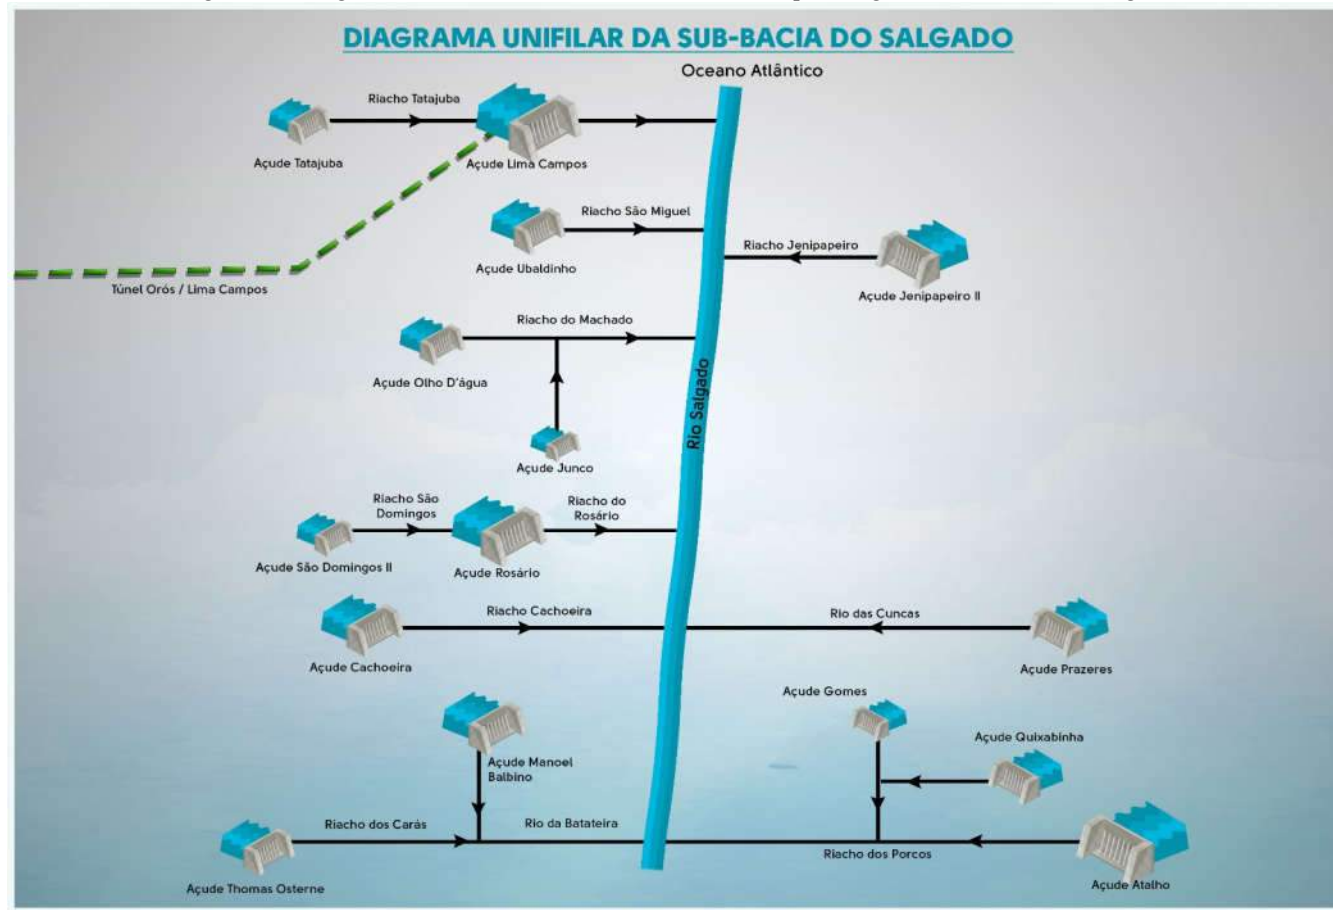 DIAGRAMA UNIFILAR DA SUB-BACIA DO SALGADO
Oceano Atlântico
Riacho Tatajuba
Açude Tatajuba
Açude Lima Campos
Riacho São Miguel
Açude Ubaldinho
Riacho Jenipapeiro
Açude Jenipapeiro II
Túnel Orós / Lima Campos
Riacho do Machado
Açude Olho D'água
Rio Salgado
Açude Junco
Riacho São
Domingos
Riacho do
Rosário
Açude São Domingos II
Açude Rosário
Riacho Cachoeira
Rio das Cuncas
Açude Cachoeira
Açude Prazeres
Açude Gomes
Açude Quixabinha
Açude Manoel
Balbino
Riacho dos Carás
Rio da Batateira
Riacho dos Porcos
Açude Thomas Osterne
Açude Atalho